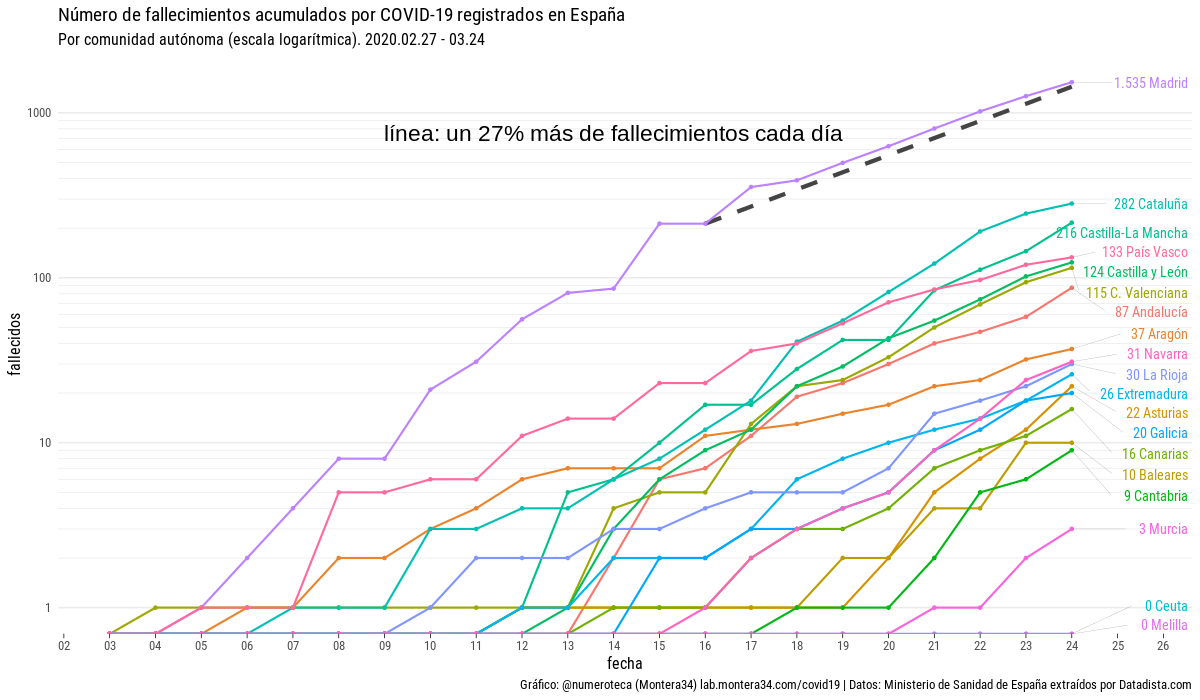 Número de fallecimientos acumulados por COVID-19 registrados en España
Por comunidad autónoma (escala logarítmica). 2020.02.27 - 03.24
línea: un 27% más de fallecimientos cada día
fallecidos
1000
100
10
1
1.535 Madrid
282 Cataluña
216 Castilla-La Mancha
133 País Vasco
124 Castilla y León
115 C. Valenciana
87 Andalucía
37 Aragón
31 Navarra
30 La Rioja
26 Extremadura
22 Asturias
20 Galicia
16 Canarias
10 Baleares
9 Cantabria
3 Murcia
0 Ceuta
0 Melilla
02 03 04 05 06 07 08 09 10 11 12 13 14 15 16 17 18 19 20 21 22 23 24 25 26
fecha
Gráfico: @numeroteca (Montera34) lab.montera34.com/covid19 | Datos: Ministerio de Sanidad de España extraídos por Datadista.com